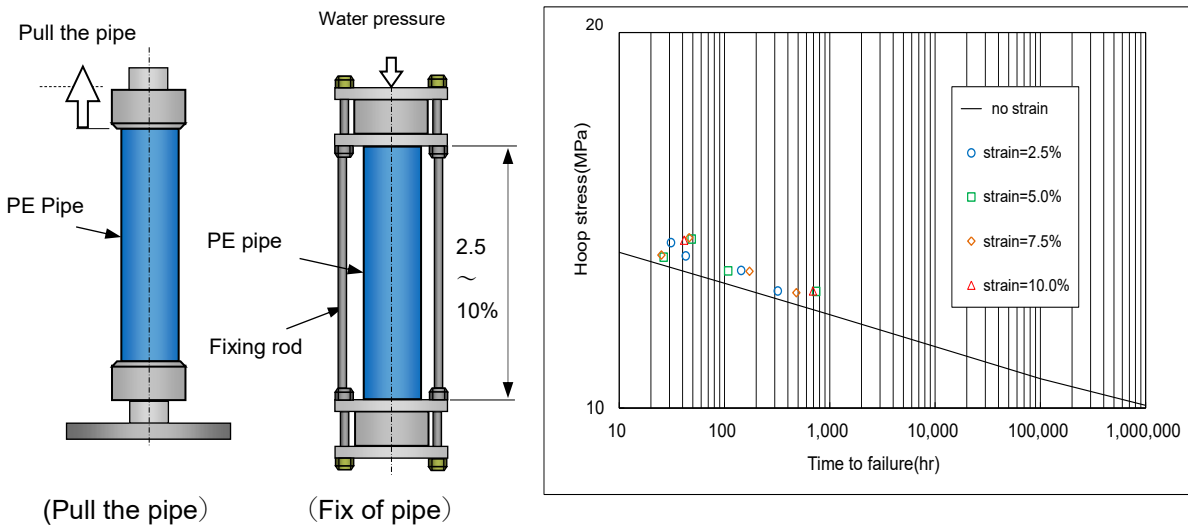 Pull the pipe
PE Pipe
(Pull the pipe）
Water pressure
PE pipe
2.5
～
10%
Fixing rod
(Fix of pipe）
20
10
Hoop stress(MPa)
no strain
strain=2.5%
strain=5.0%
strain=7.5%
strain=10.0%
10
100
1,000
10,000
100,000
1,000,000
Time to failure(hr)